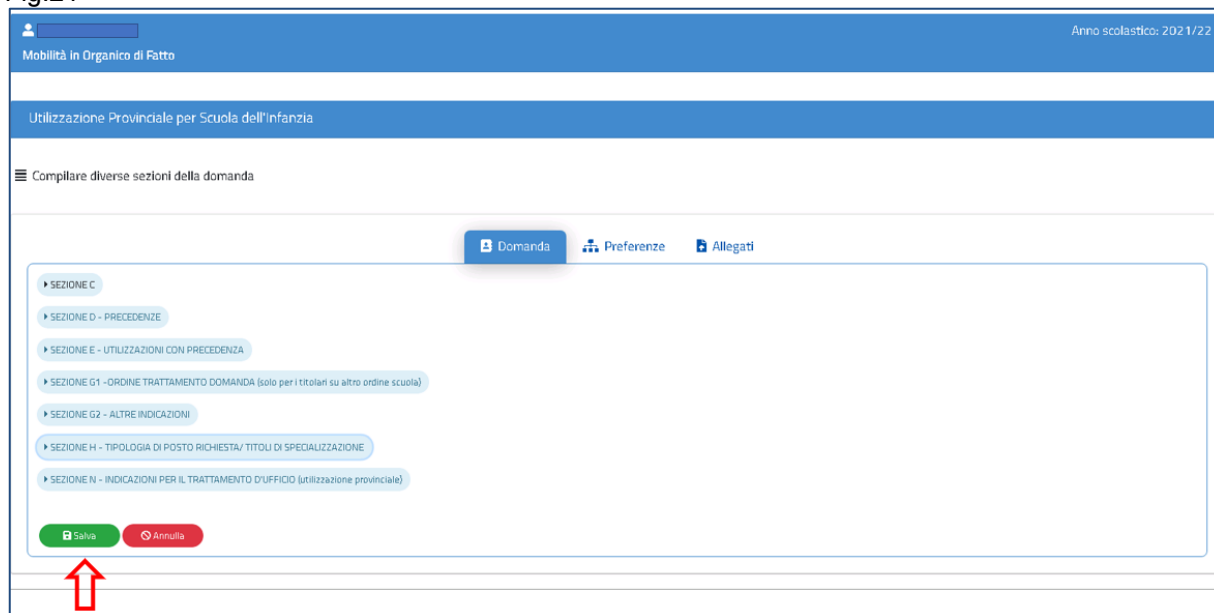 Anno scolastico: 2021/22
Mobilità in Organico di Fatto
Utilizzazione Provinciale per Scuola dell'Infanzia
Compilare diverse sezioni della domanda
Domanda Preferenze Allegati
SEZIONE C
SEZIONE D - PRECEDENZE
SEZIONE E - UTILIZZAZIONI CON PRECEDENZA
SEZIONE G1 -ORDINE TRATTAMENTO DOMANDA (solo per i titolari su altro ordine scuola)
SEZIONE G2 - ALTRE INDICAZIONI
SEZIONE H - TIPOLOGIA DI POSTO RICHIESTA/ TITOLI DI SPECIALIZZAZIONE
SEZIONE N - INDICAZIONI PER IL TRATTAMENTO D'UFFICIO (utilizzazione provinciale)
Salva Annulla